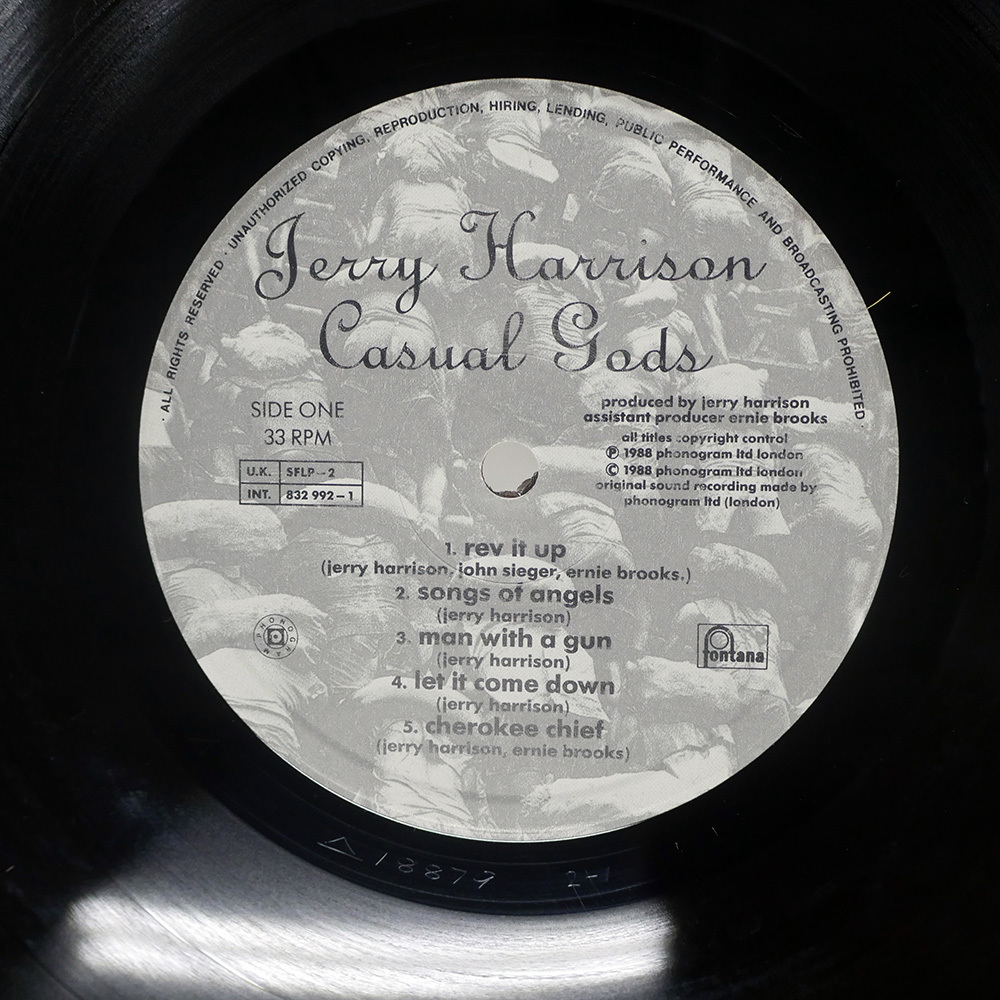 · ALL RIGHTS RESERVED · UNAUTHORIZED COPYING, REPRODUCTION, HIRING, LENDING, PUBLIC PERFORMANCE AND BROADCASTING PROHIBITED ·
Jerry Harrison
Casual Gods
SIDE ONE
33 RPM
U.K. SFLP-2
INT. 832 992-1
produced by jerry harrison
assistant producer ernie brooks
all titles copyright control
℗ 1988 phonogram ltd london
© 1988 phonogram ltd london
original sound recording made by
phonogram ltd (london)
1. rev it up
(jerry harrison, john sieger, ernie brooks.)
2. songs of angels
(jerry harrison)
3. man with a gun
(jerry harrison)
4. let it come down
(jerry harrison)
5. cherokee chief
(jerry harrison, ernie brooks)
PHONOGRAM
fontana
△18879 2-1